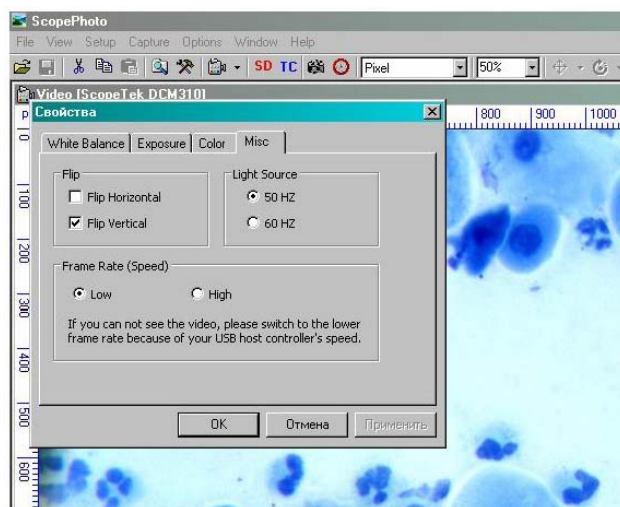 ScopePhoto
File View Setup Capture Options Window Help
SD TC Pixel 50%
Video [ScopeTek DCM310]
Свойства
800 900 1000
White Balance Exposure Color Misc
0
Flip Light Source
Flip Horizontal 50 HZ
100
Flip Vertical 60 HZ
200
Frame Rate (Speed)
Low High
300
If you can not see the video, please switch to the lower
frame rate because of your USB host controller's speed.
400
500
OK Отмена Применить
600